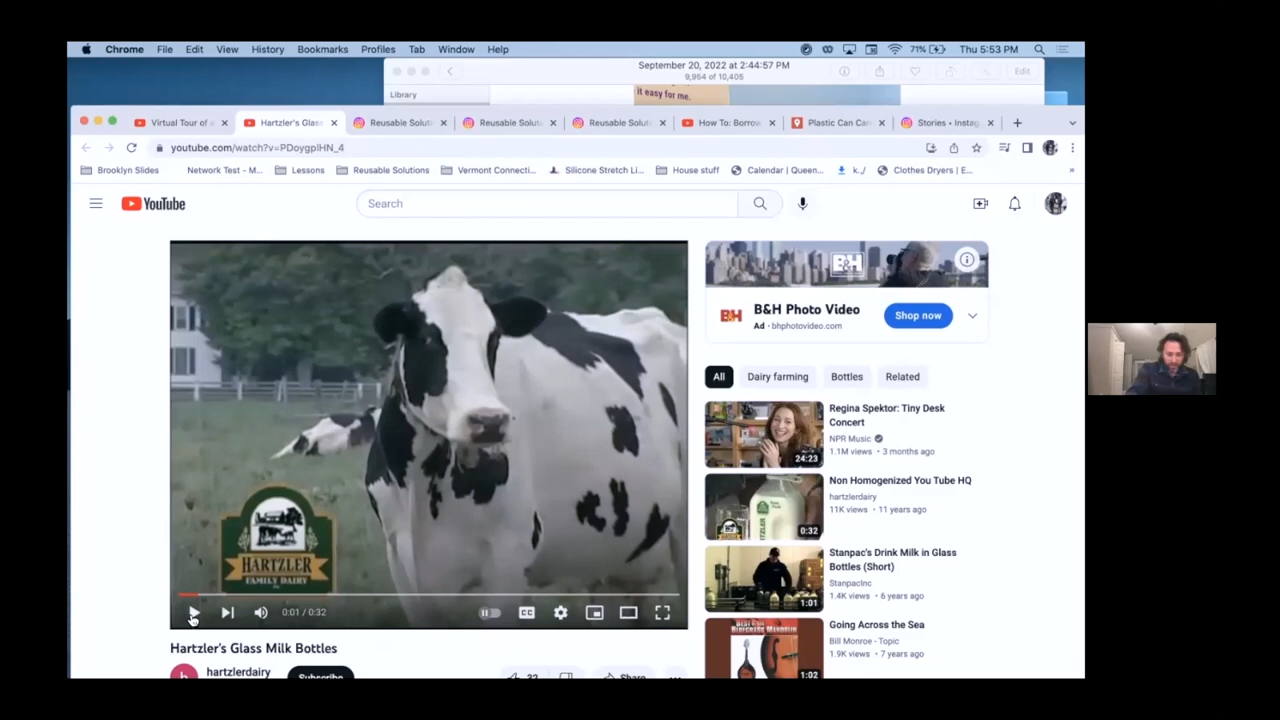 Chrome File Edit View History Bookmarks Profiles Tab Window Help 71% Thu 5:53 PM
September 20, 2022 at 2:44:57 PM
9,954 of 10,405
Edit
Library
it easy for me.
Virtual Tour of a Hartzler's Glass Reusable Soluti Reusable Soluti Reusable Soluti How To: Borrow Plastic Can Car Stories • Instag
youtube.com/watch?v=PDoygplHN_4
Brooklyn Slides Network Test - M... Lessons Reusable Solutions Vermont Connecti... Silicone Stretch Li... House stuff Calendar | Queen... k../ Clothes Dryers | E... »
YouTube
Search
B&H
B&H Photo Video
Ad • bhphotovideo.com
Shop now
All Dairy farming Bottles Related
Regina Spektor: Tiny Desk
Concert
NPR Music
1.1M views • 3 months ago
24:23
Non Homogenized You Tube HQ
hartzlerdairy
11K views • 11 years ago
0:32
Stanpac's Drink Milk in Glass
Bottles (Short)
StanpacInc
1.4K views • 6 years ago
1:01
Going Across the Sea
Bill Monroe - Topic
1.9K views • 7 years ago
1:02
HARTZLER
FAMILY DAIRY
0:01 / 0:32
CC
Hartzler's Glass Milk Bottles
hartzlerdairy
Subscribe
32
Share